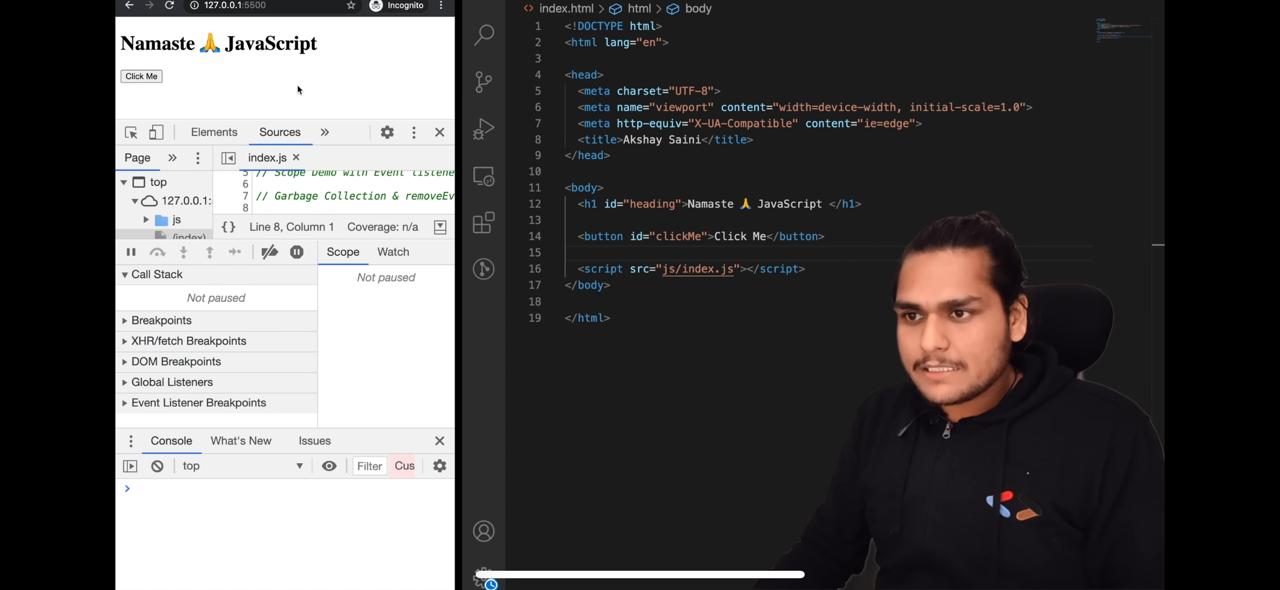 127.0.0.1:5500
Incognito
Namaste 🙏 JavaScript
Click Me
Elements
Sources
»
Page
»
index.js ×
top
127.0.0.1:
js
(index)
5 // Scope Demo with Event listene
6
7 // Garbage Collection & removeEv
8
{} Line 8, Column 1 Coverage: n/a
Scope
Watch
Call Stack
Not paused
Not paused
Breakpoints
XHR/fetch Breakpoints
DOM Breakpoints
Global Listeners
Event Listener Breakpoints
Console
What's New
Issues
top
Filter
Cus
>
<> index.html > html > body
1 <!DOCTYPE html>
2 <html lang="en">
3
4 <head>
5 <meta charset="UTF-8">
6 <meta name="viewport" content="width=device-width, initial-scale=1.0">
7 <meta http-equiv="X-UA-Compatible" content="ie=edge">
8 <title>Akshay Saini</title>
9 </head>
10
11 <body>
12 <h1 id="heading">Namaste 🙏 JavaScript </h1>
13
14 <button id="clickMe">Click Me</button>
15
16 <script src="js/index.js"></script>
17 </body>
18
19 </html>